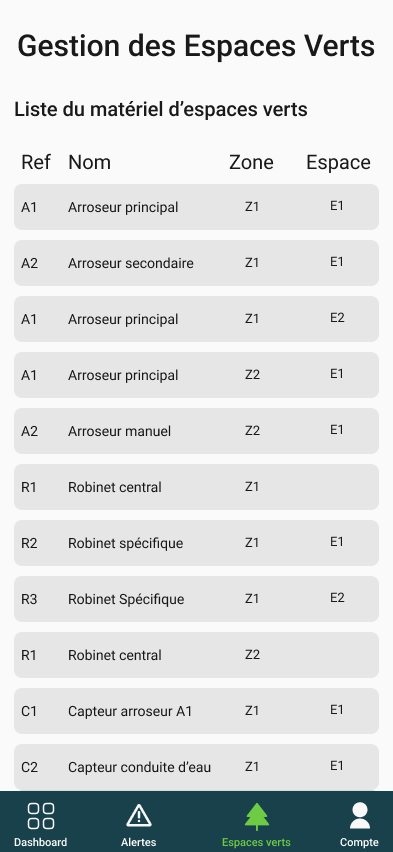 Gestion des Espaces Verts
Liste du matériel d’espaces verts
Ref Nom Zone Espace
A1 Arroseur principal Z1 E1
A2 Arroseur secondaire Z1 E1
A1 Arroseur principal Z1 E2
A1 Arroseur principal Z2 E1
A2 Arroseur manuel Z2 E1
R1 Robinet central Z1
R2 Robinet spécifique Z1 E1
R3 Robinet Spécifique Z1 E2
R1 Robinet central Z2
C1 Capteur arroseur A1 Z1 E1
C2 Capteur conduite d’eau Z1 E1
Dashboard Alertes Espaces verts Compte